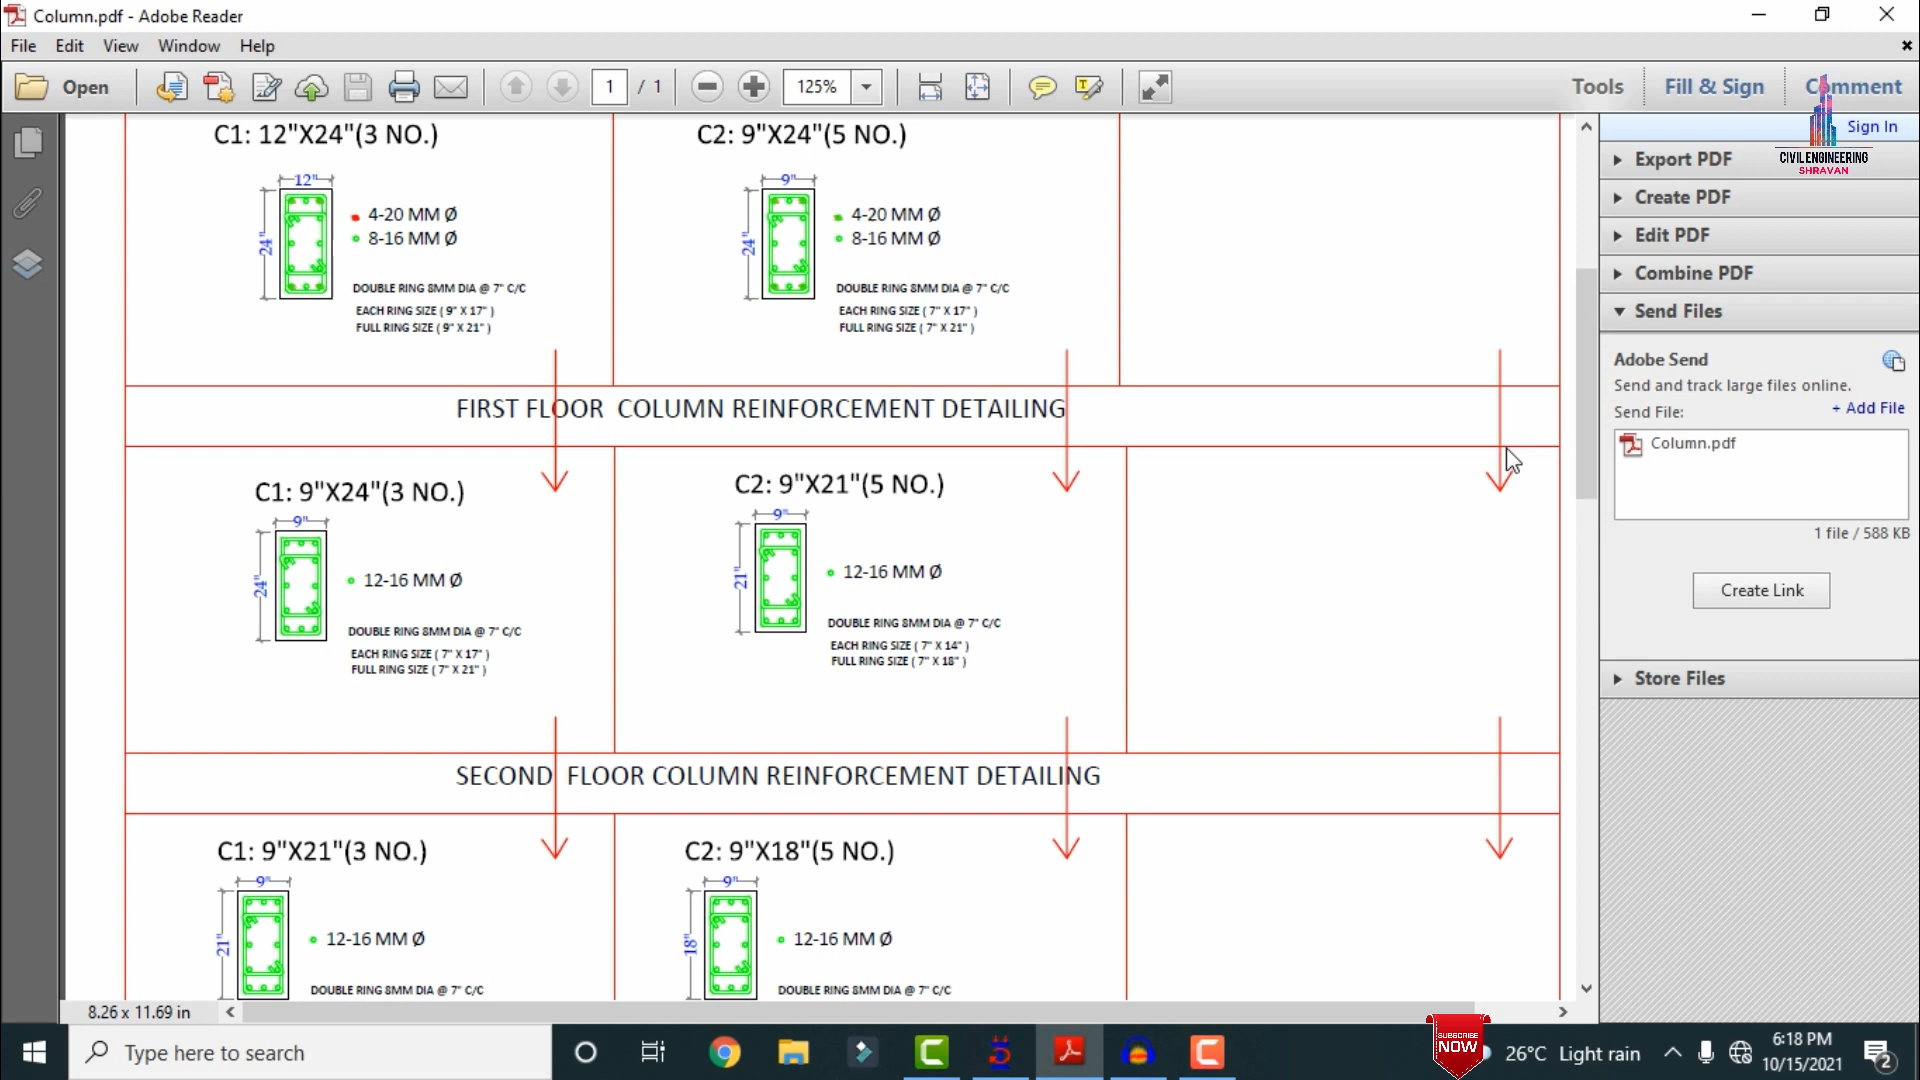 Column.pdf - Adobe Reader
File Edit View Window Help
Open 1 / 1 125% Tools Fill & Sign Comment
Sign In
CIVIL ENGINEERING
SHRAVAN
Export PDF
Create PDF
Edit PDF
Combine PDF
Send Files
Adobe Send
Send and track large files online.
Send File: + Add File
Column.pdf
1 file / 588 KB
Create Link
Store Files
C1: 12"X24"(3 NO.)
12"
24"
4-20 MM Ø
8-16 MM Ø
DOUBLE RING 8MM DIA @ 7" C/C
EACH RING SIZE ( 9" X 17" )
FULL RING SIZE ( 9" X 21" )
C2: 9"X24"(5 NO.)
9"
24"
4-20 MM Ø
8-16 MM Ø
DOUBLE RING 8MM DIA @ 7" C/C
EACH RING SIZE ( 7" X 17" )
FULL RING SIZE ( 7" X 21" )
FIRST FLOOR COLUMN REINFORCEMENT DETAILING
C1: 9"X24"(3 NO.)
9"
24"
12-16 MM Ø
DOUBLE RING 8MM DIA @ 7" C/C
EACH RING SIZE ( 7" X 17" )
FULL RING SIZE ( 7" X 21" )
C2: 9"X21"(5 NO.)
9"
21"
12-16 MM Ø
DOUBLE RING 8MM DIA @ 7" C/C
EACH RING SIZE ( 7" X 14" )
FULL RING SIZE ( 7" X 18" )
SECOND FLOOR COLUMN REINFORCEMENT DETAILING
C1: 9"X21"(3 NO.)
9"
21"
12-16 MM Ø
DOUBLE RING 8MM DIA @ 7" C/C
C2: 9"X18"(5 NO.)
9"
18"
12-16 MM Ø
DOUBLE RING 8MM DIA @ 7" C/C
8.26 x 11.69 in
Type here to search
SUBSCRIBE
NOW
26°C Light rain
6:18 PM
10/15/2021
2